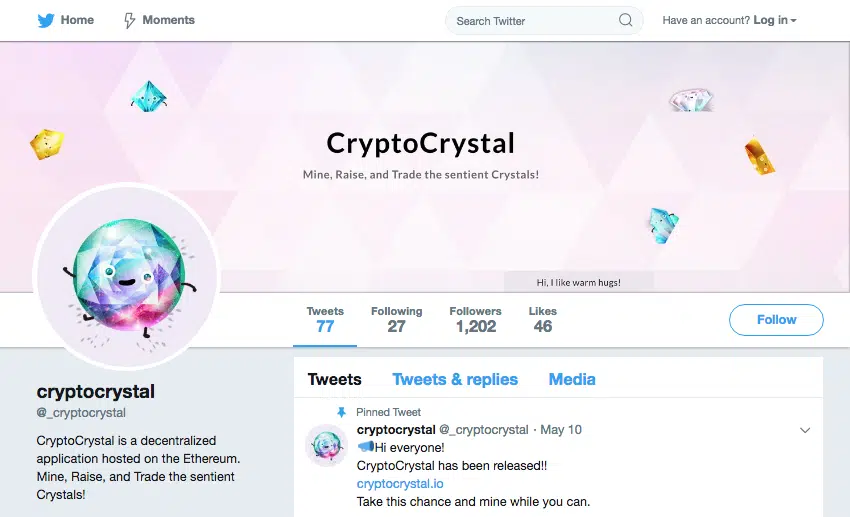 Home
Moments
Search Twitter
Have an account? Log in
CryptoCrystal
Mine, Raise, and Trade the sentient Crystals!
Hi, I like warm hugs!
Tweets
77
Following
27
Followers
1,202
Likes
46
Follow
cryptocrystal
@_cryptocrystal
CryptoCrystal is a decentralized
application hosted on the Ethereum.
Mine, Raise, and Trade the sentient
Crystals!
Tweets
Tweets & replies
Media
Pinned Tweet
cryptocrystal @_cryptocrystal · May 10
📣Hi everyone!
CryptoCrystal has been released!!
cryptocrystal.io
Take this chance and mine while you can.